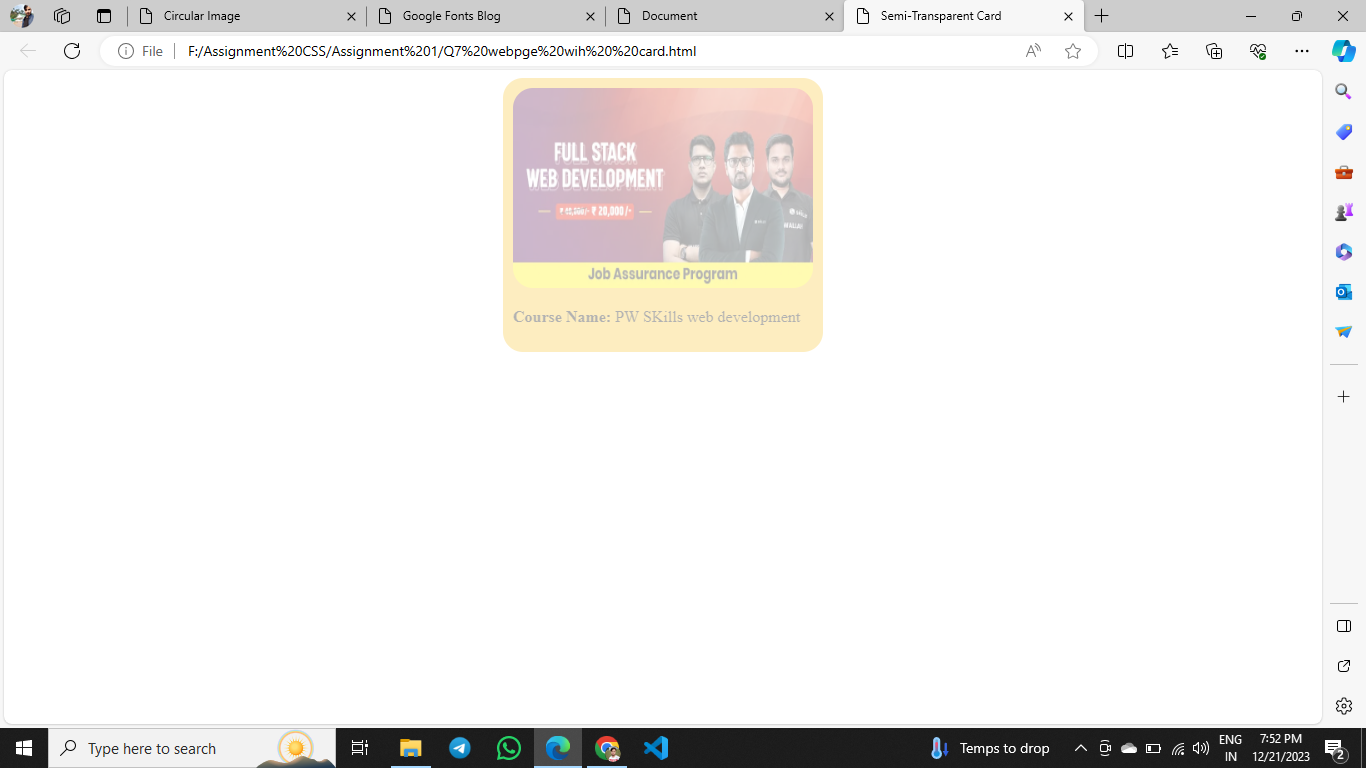 Circular Image
Google Fonts Blog
Document
Semi-Transparent Card
File
F:/Assignment%20CSS/Assignment%201/Q7%20webpge%20wih%20%20card.html
FULL STACK
WEB DEVELOPMENT
₹ 20,000/-
Job Assurance Program
Course Name: PW SKills web development
Type here to search
Temps to drop
ENG
IN
7:52 PM
12/21/2023
2